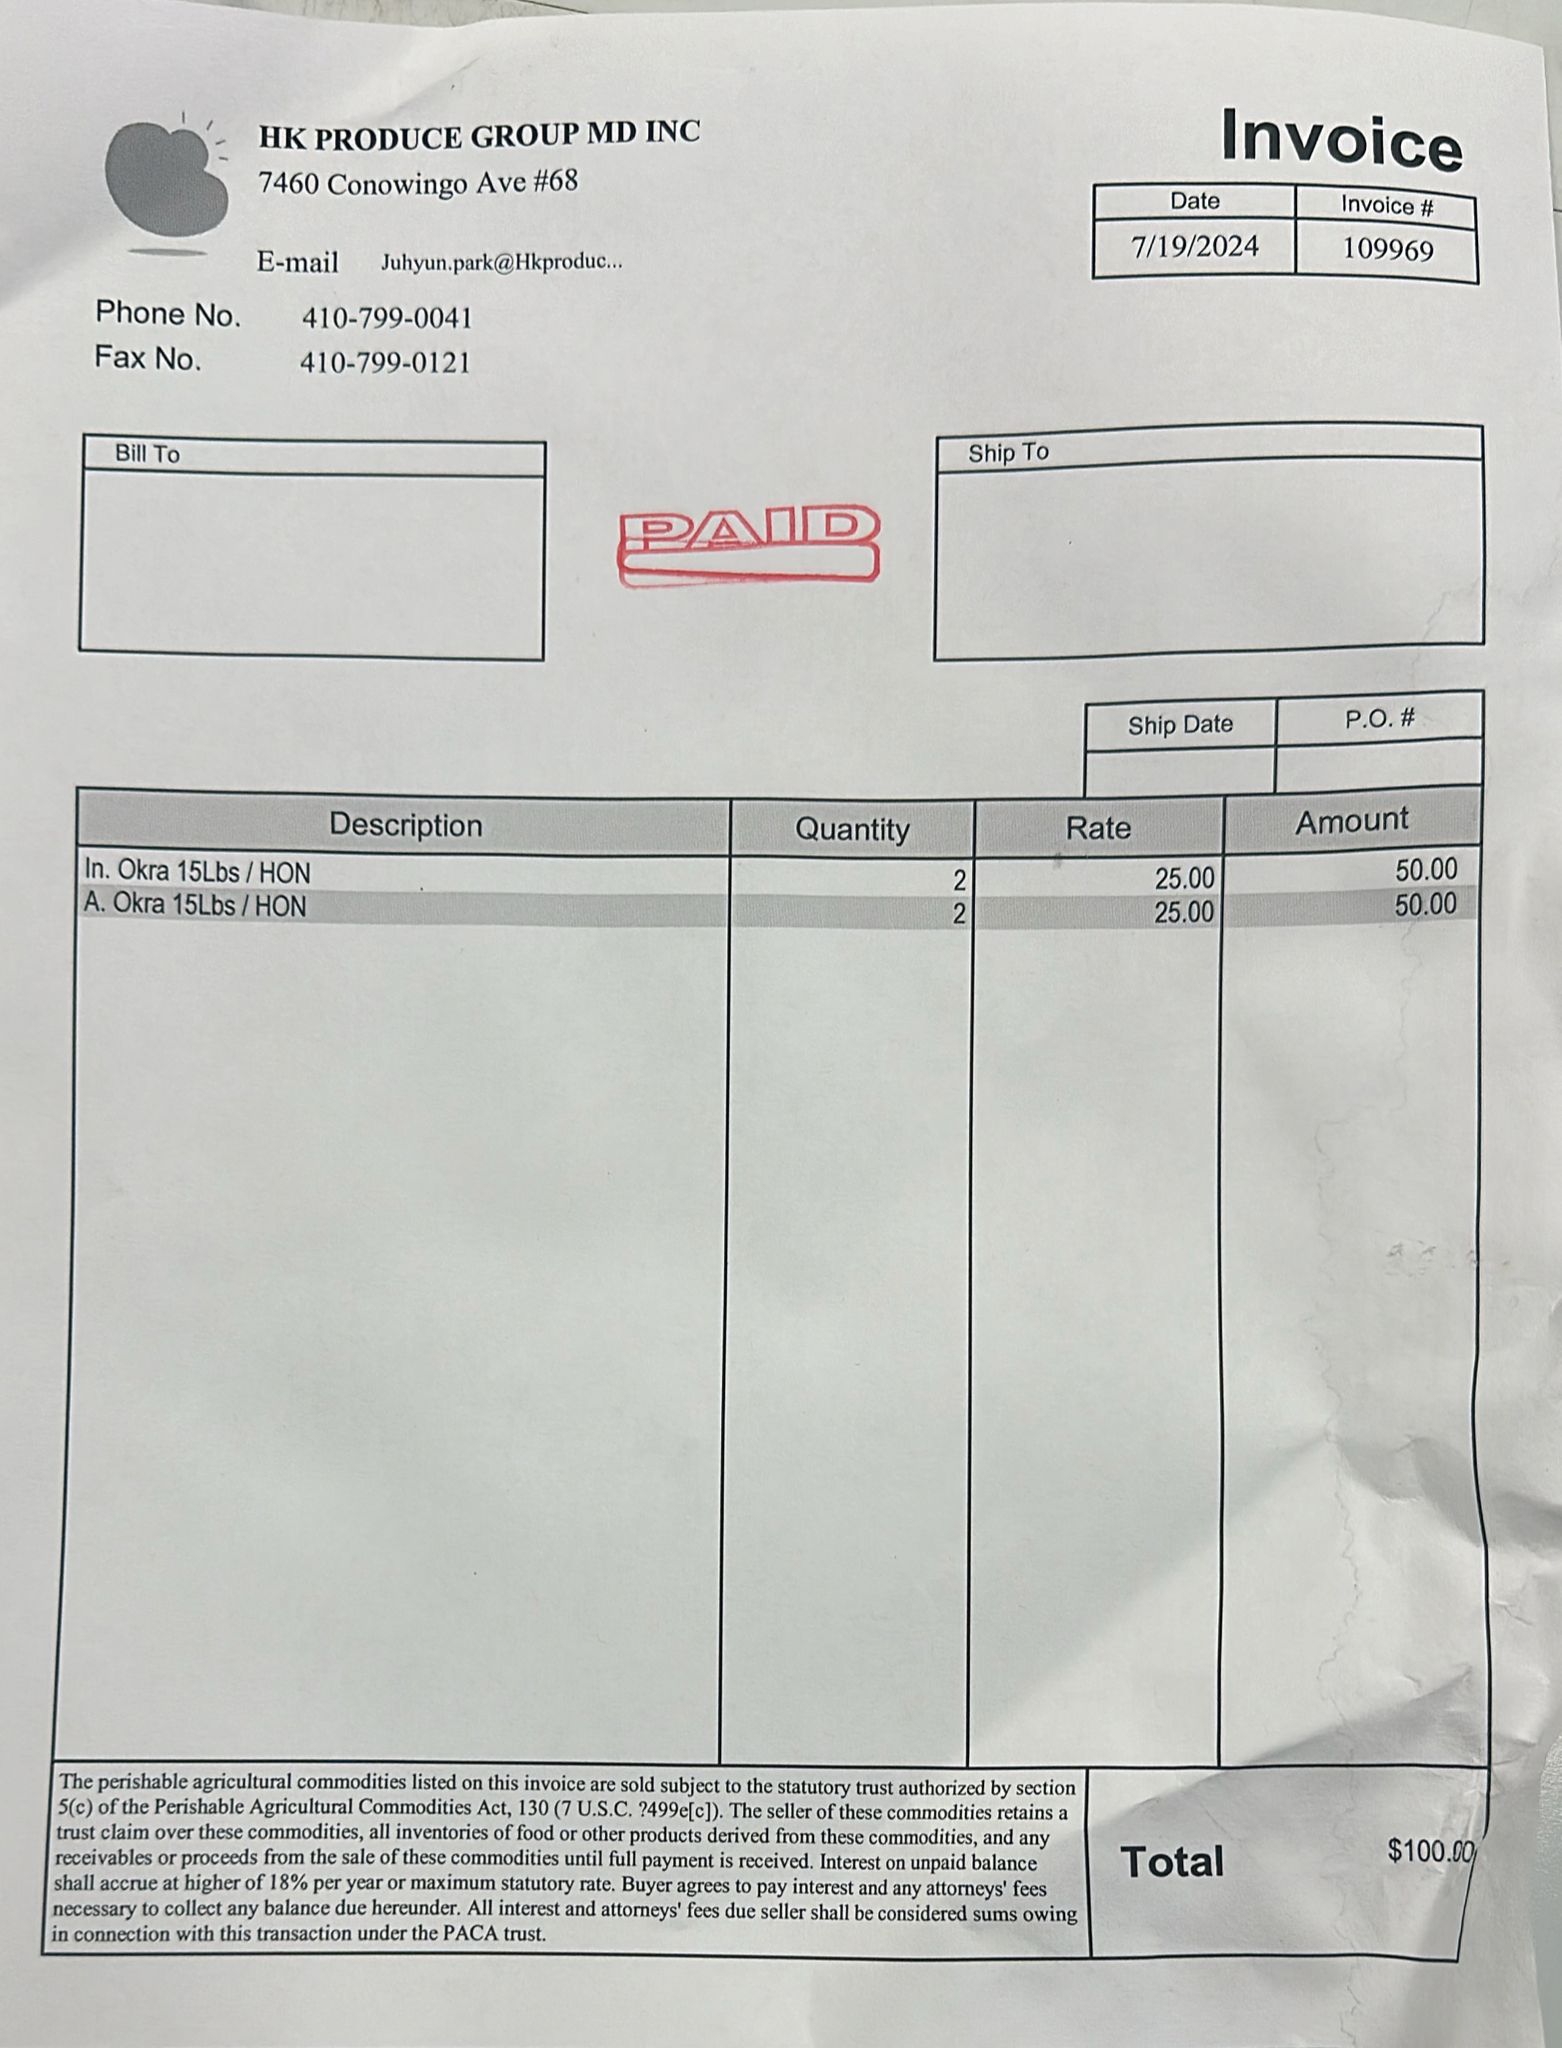 HK PRODUCE GROUP MD INC
7460 Conowingo Ave #68
E-mail Juhyun.park@Hkproduc...
Phone No. 410-799-0041
Fax No. 410-799-0121
Invoice
Date Invoice #
7/19/2024 109969
Bill To
PAID
Ship To
Ship Date P.O. #
Description Quantity Rate Amount
In. Okra 15Lbs / HON 2 25.00 50.00
A. Okra 15Lbs / HON 2 25.00 50.00
The perishable agricultural commodities listed on this invoice are sold subject to the statutory trust authorized by section
5(c) of the Perishable Agricultural Commodities Act, 130 (7 U.S.C. ?499e[c]). The seller of these commodities retains a
trust claim over these commodities, all inventories of food or other products derived from these commodities, and any
receivables or proceeds from the sale of these commodities until full payment is received. Interest on unpaid balance
shall accrue at higher of 18% per year or maximum statutory rate. Buyer agrees to pay interest and any attorneys' fees
necessary to collect any balance due hereunder. All interest and attorneys' fees due seller shall be considered sums owing
in connection with this transaction under the PACA trust.
Total $100.00